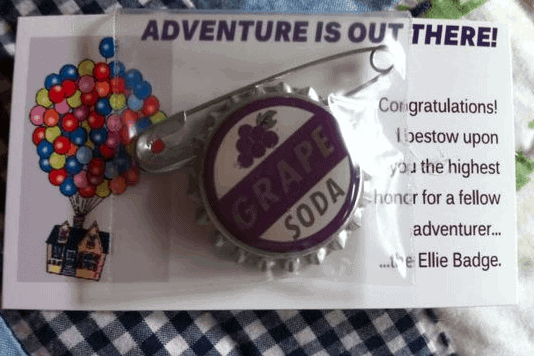 ADVENTURE IS OUT THERE!
Congratulations!
I bestow upon
you the highest
honor for a fellow
adventurer...
...the Ellie Badge.
GRAPE
SODA